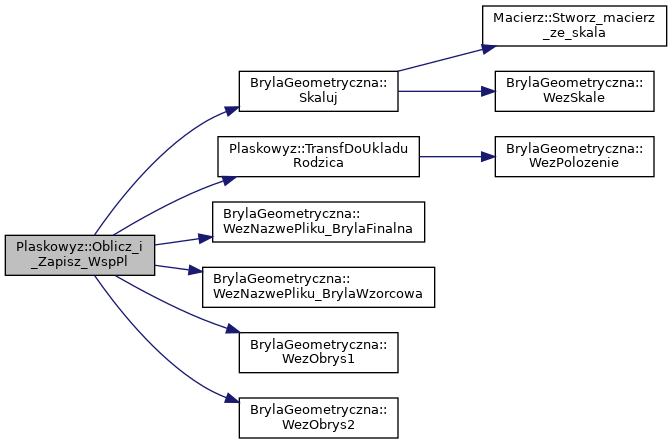 Plaskowyz::Oblicz_i
_Zapisz_WspPl
BrylaGeometryczna::
Skaluj
Macierz::Stworz_macierz
_ze_skala
BrylaGeometryczna::
WezSkale
Plaskowyz::TransfDoUkladu
Rodzica
BrylaGeometryczna::
WezPolozenie
BrylaGeometryczna::
WezNazwePliku_BrylaFinalna
BrylaGeometryczna::
WezNazwePliku_BrylaWzorcowa
BrylaGeometryczna::
WezObrys1
BrylaGeometryczna::
WezObrys2